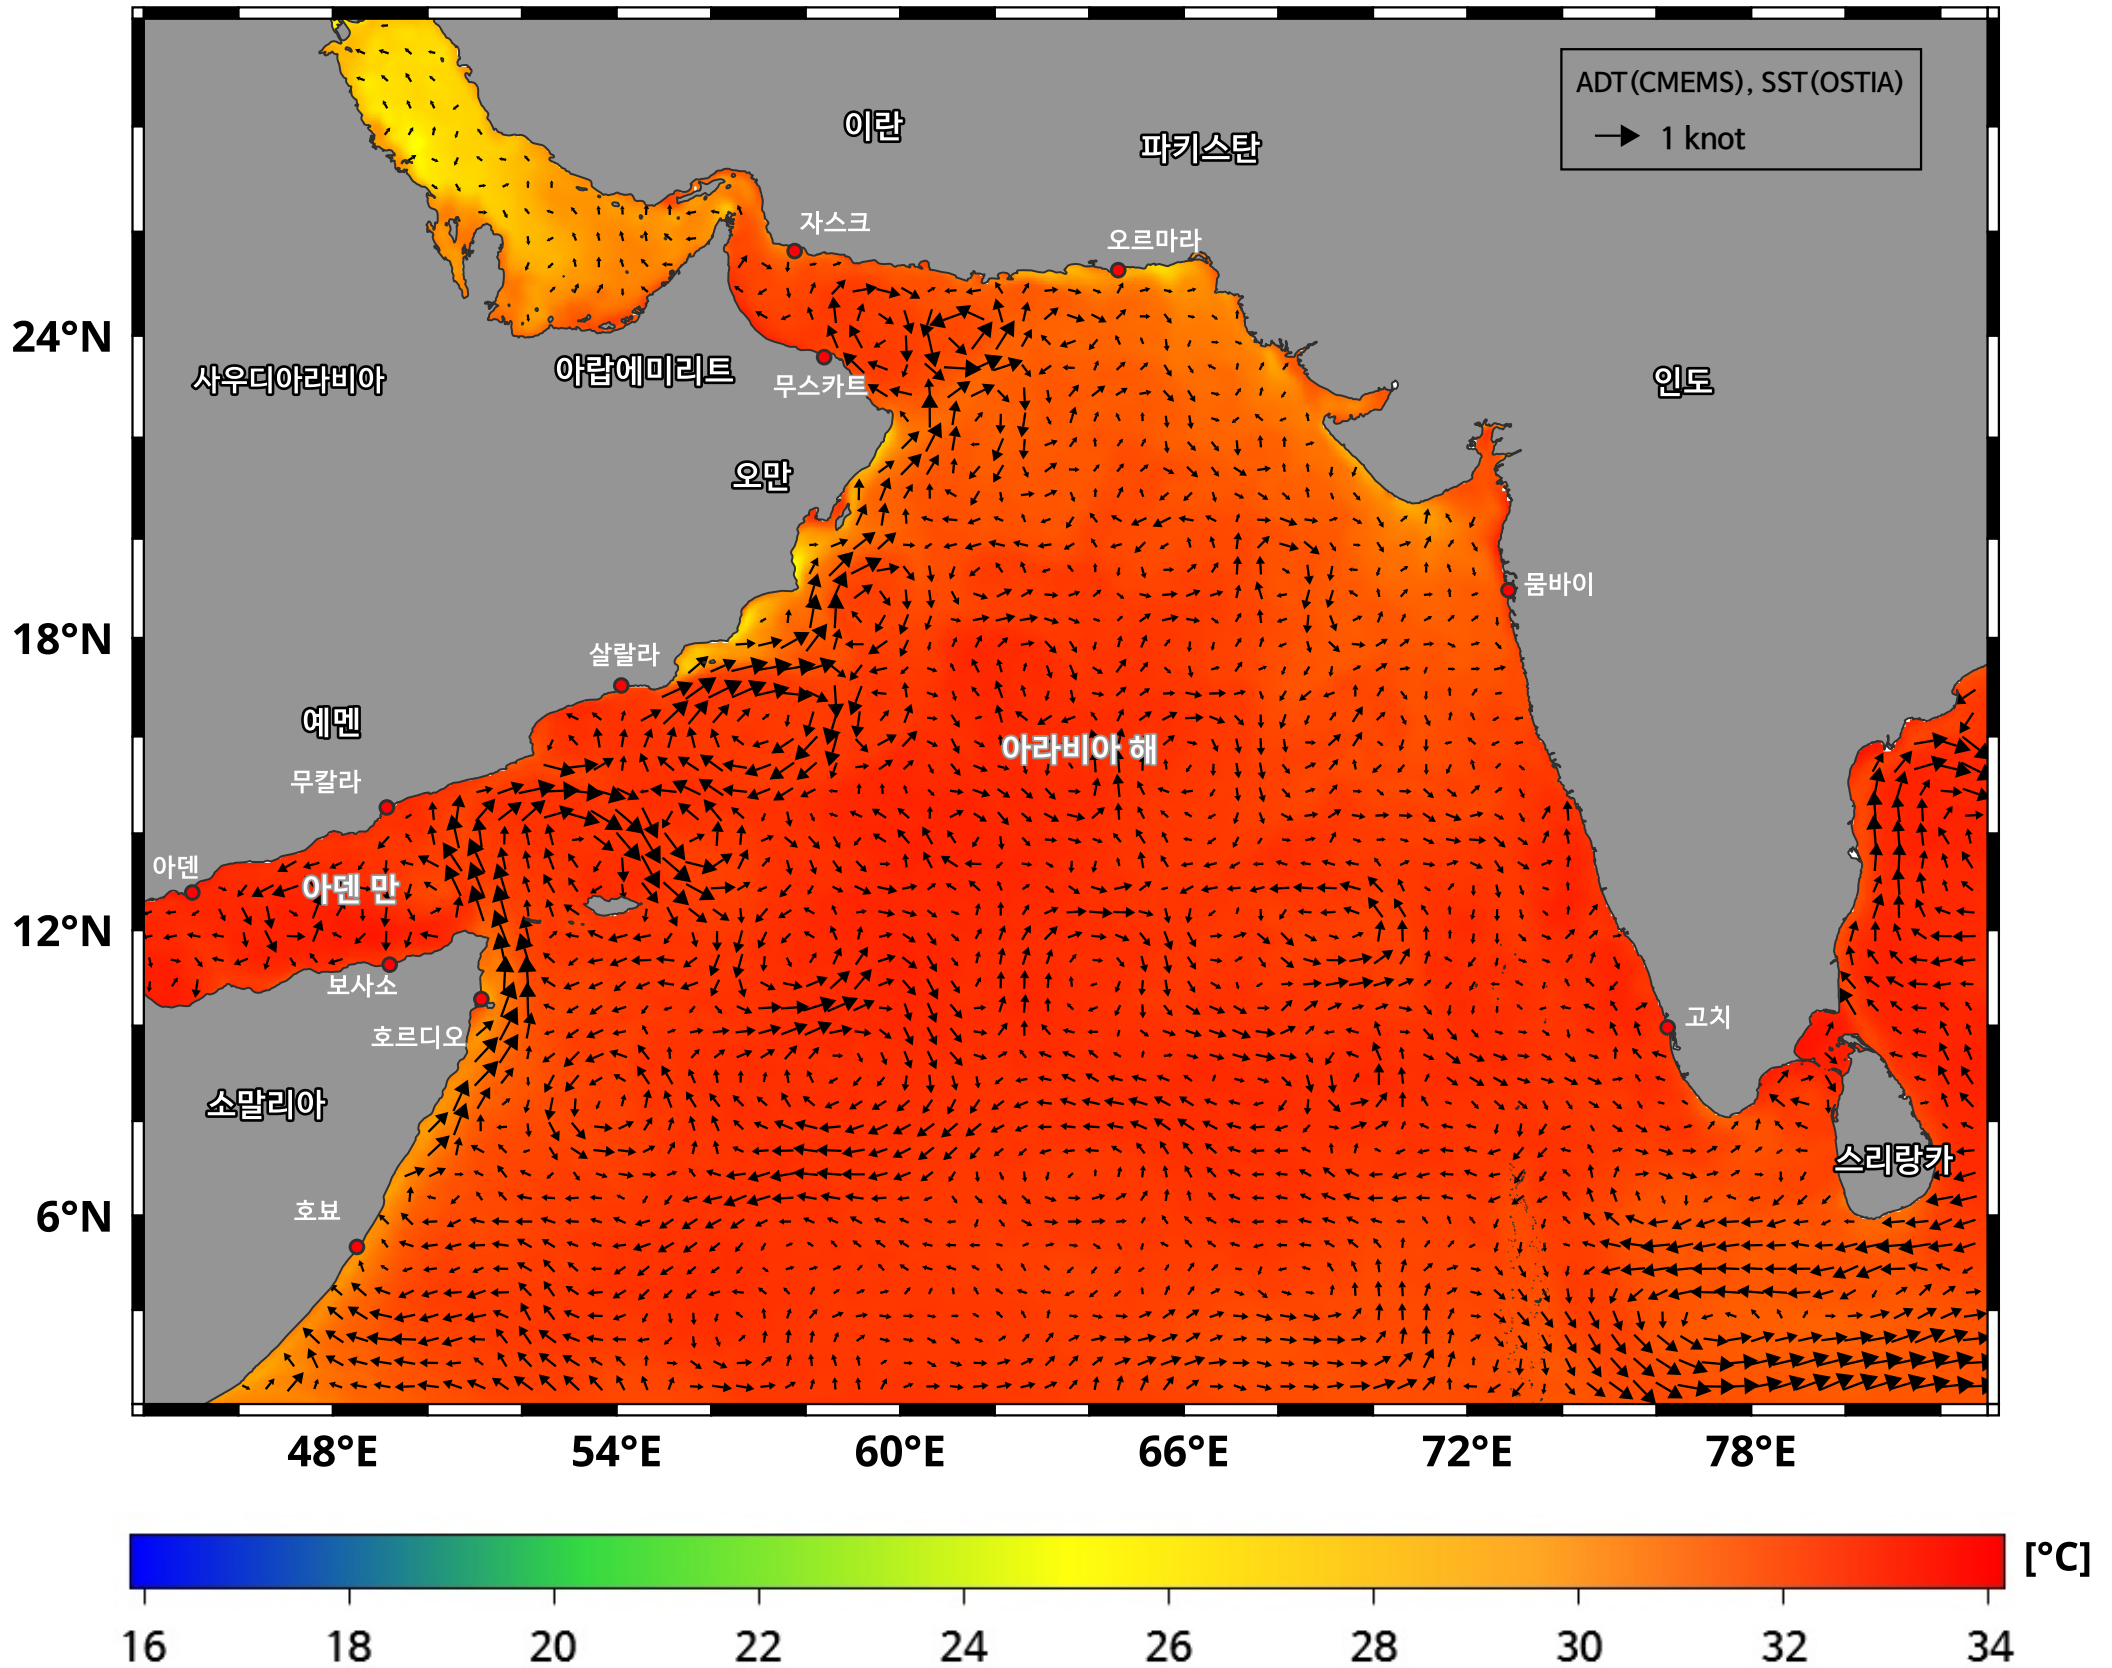 ADT(CMEMS), SST(OSTIA)
1 knot
이란
파키스탄
자스크
오르마라
24°N
사우디아라비아
아랍에미리트
무스카트
인도
오만
뭄바이
18°N
살랄라
예멘
아라비아 해
무칼라
아덴
아덴 만
12°N
보사소
호르디오
고치
소말리아
스리랑카
6°N
호뵤
48°E 54°E 60°E 66°E 72°E 78°E
[°C]
16 18 20 22 24 26 28 30 32 34